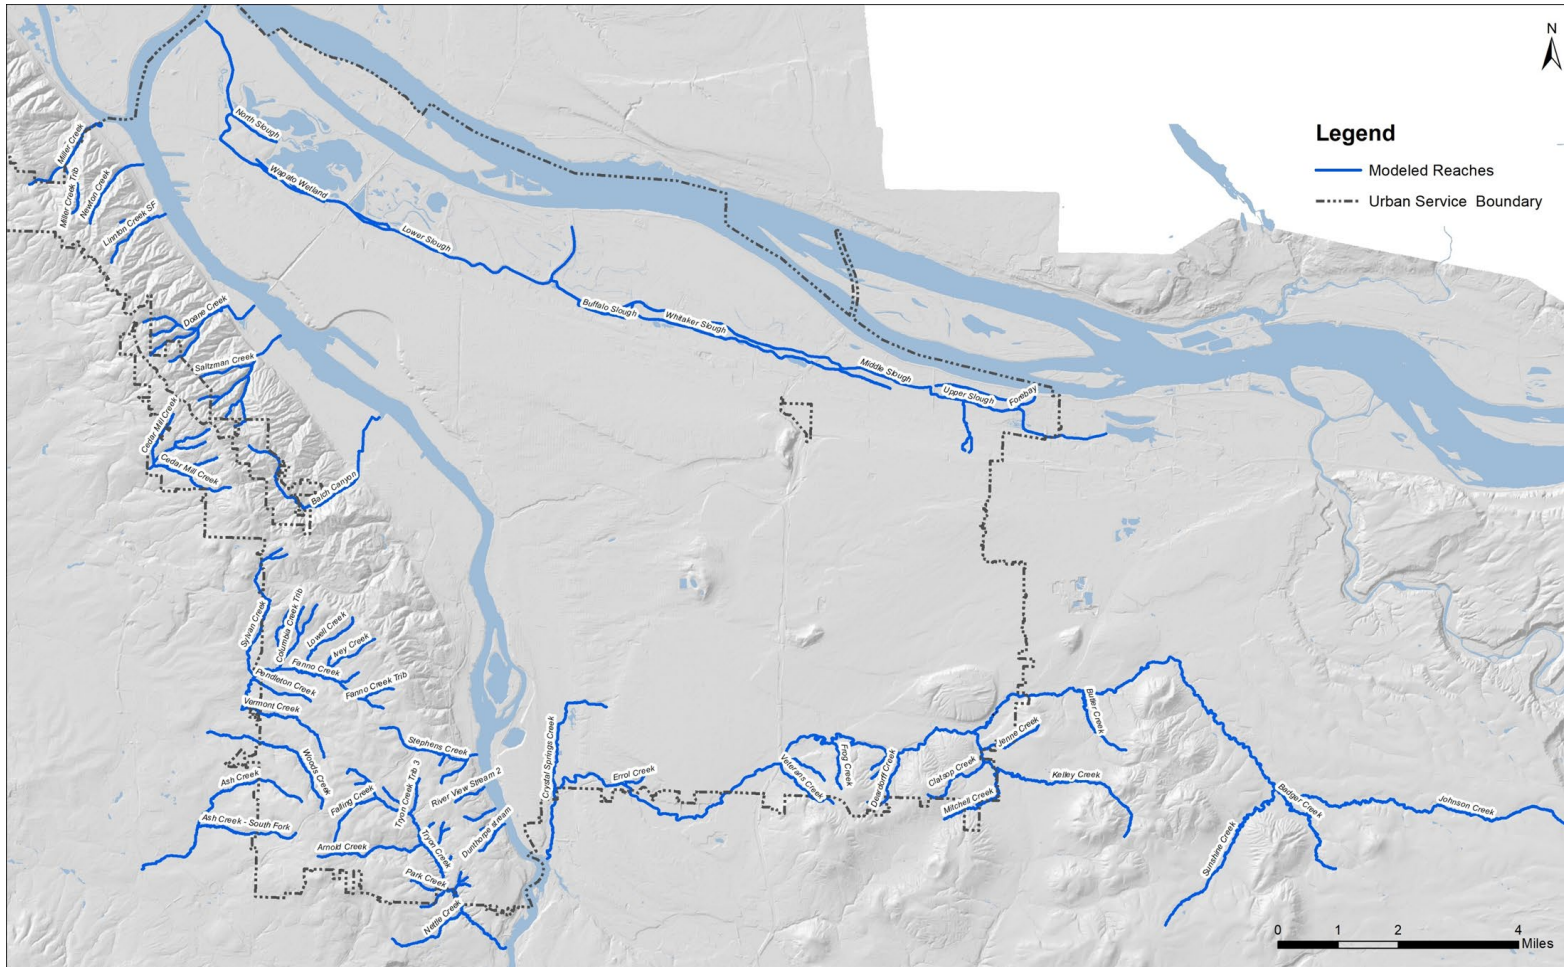 N
Legend
Modeled Reaches
Urban Service Boundary
North Slough
Miller Creek
Wapato Wetland
Miller Creek Trib
Newton Creek
Linnton Creek SF
Lower Slough
Doane Creek
Buffalo Slough
Whitaker Slough
Saltzman Creek
Middle Slough
Upper Slough
Forebay
Cedar Mill Creek
Cedar Mill Creek
Balch Canyon
Sylvan Creek
Columbia Creek Trib
Lowell Creek
Ivey Creek
Fanno Creek
Pendleton Creek
Fanno Creek Trib
Vermont Creek
Stephens Creek
Woods Creek
Crystal Springs Creek
Errol Creek
Veterans Creek
Frog Creek
Deardorff Creek
Clatsop Creek
Jenne Creek
Butler Creek
Mitchell Creek
Kelley Creek
Badger Creek
Johnson Creek
Sunshine Creek
Ash Creek
Falling Creek
Tryon Creek Trib 3
River View Stream 2
Ash Creek - South Fork
Arnold Creek
Tryon Creek
Dunthorpe stream
Park Creek
Nettle Creek
0 1 2 4
Miles